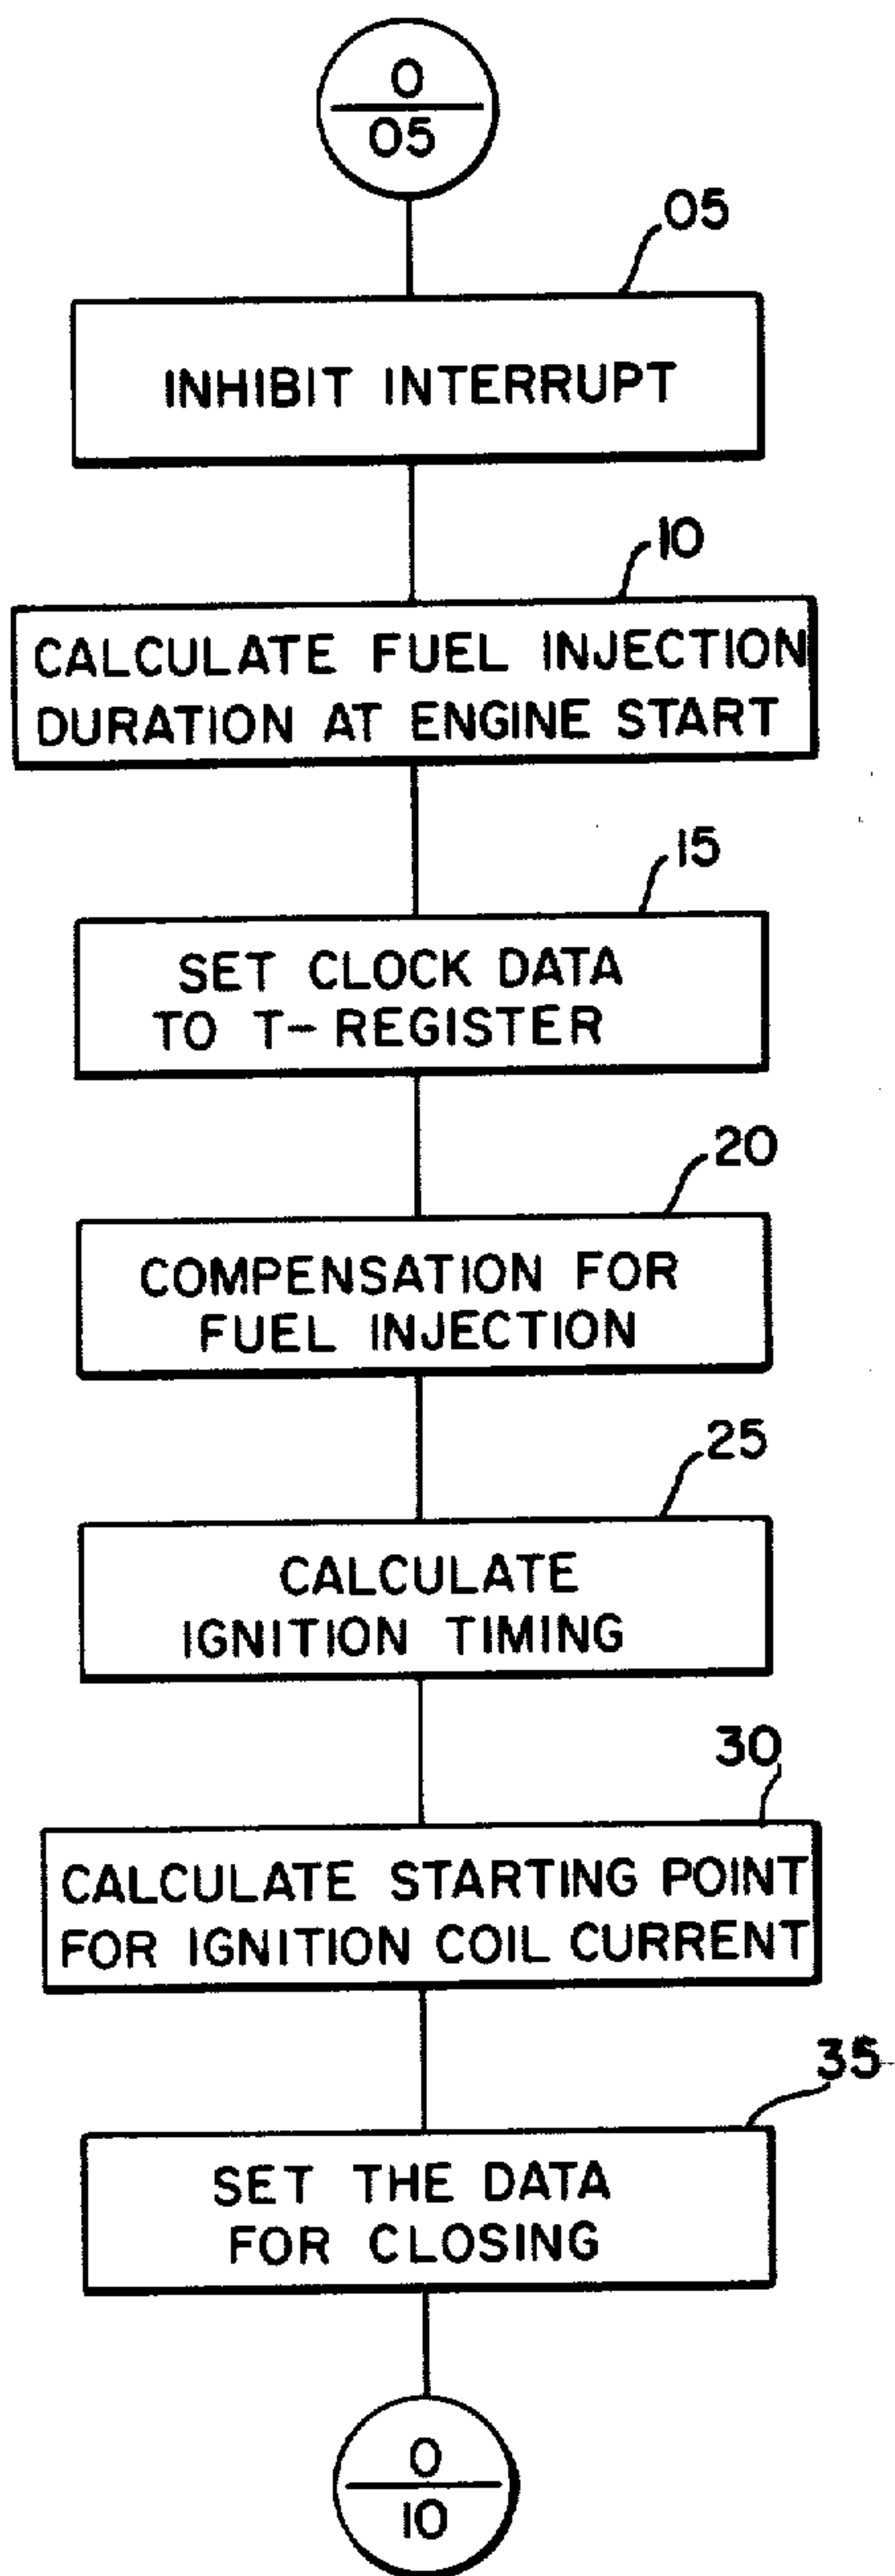 0
05
05
INHIBIT INTERRUPT
10
CALCULATE FUEL INJECTION
DURATION AT ENGINE START
15
SET CLOCK DATA
TO T-REGISTER
20
COMPENSATION FOR
FUEL INJECTION
25
CALCULATE
IGNITION TIMING
30
CALCULATE STARTING POINT
FOR IGNITION COIL CURRENT
35
SET THE DATA
FOR CLOSING
0
10